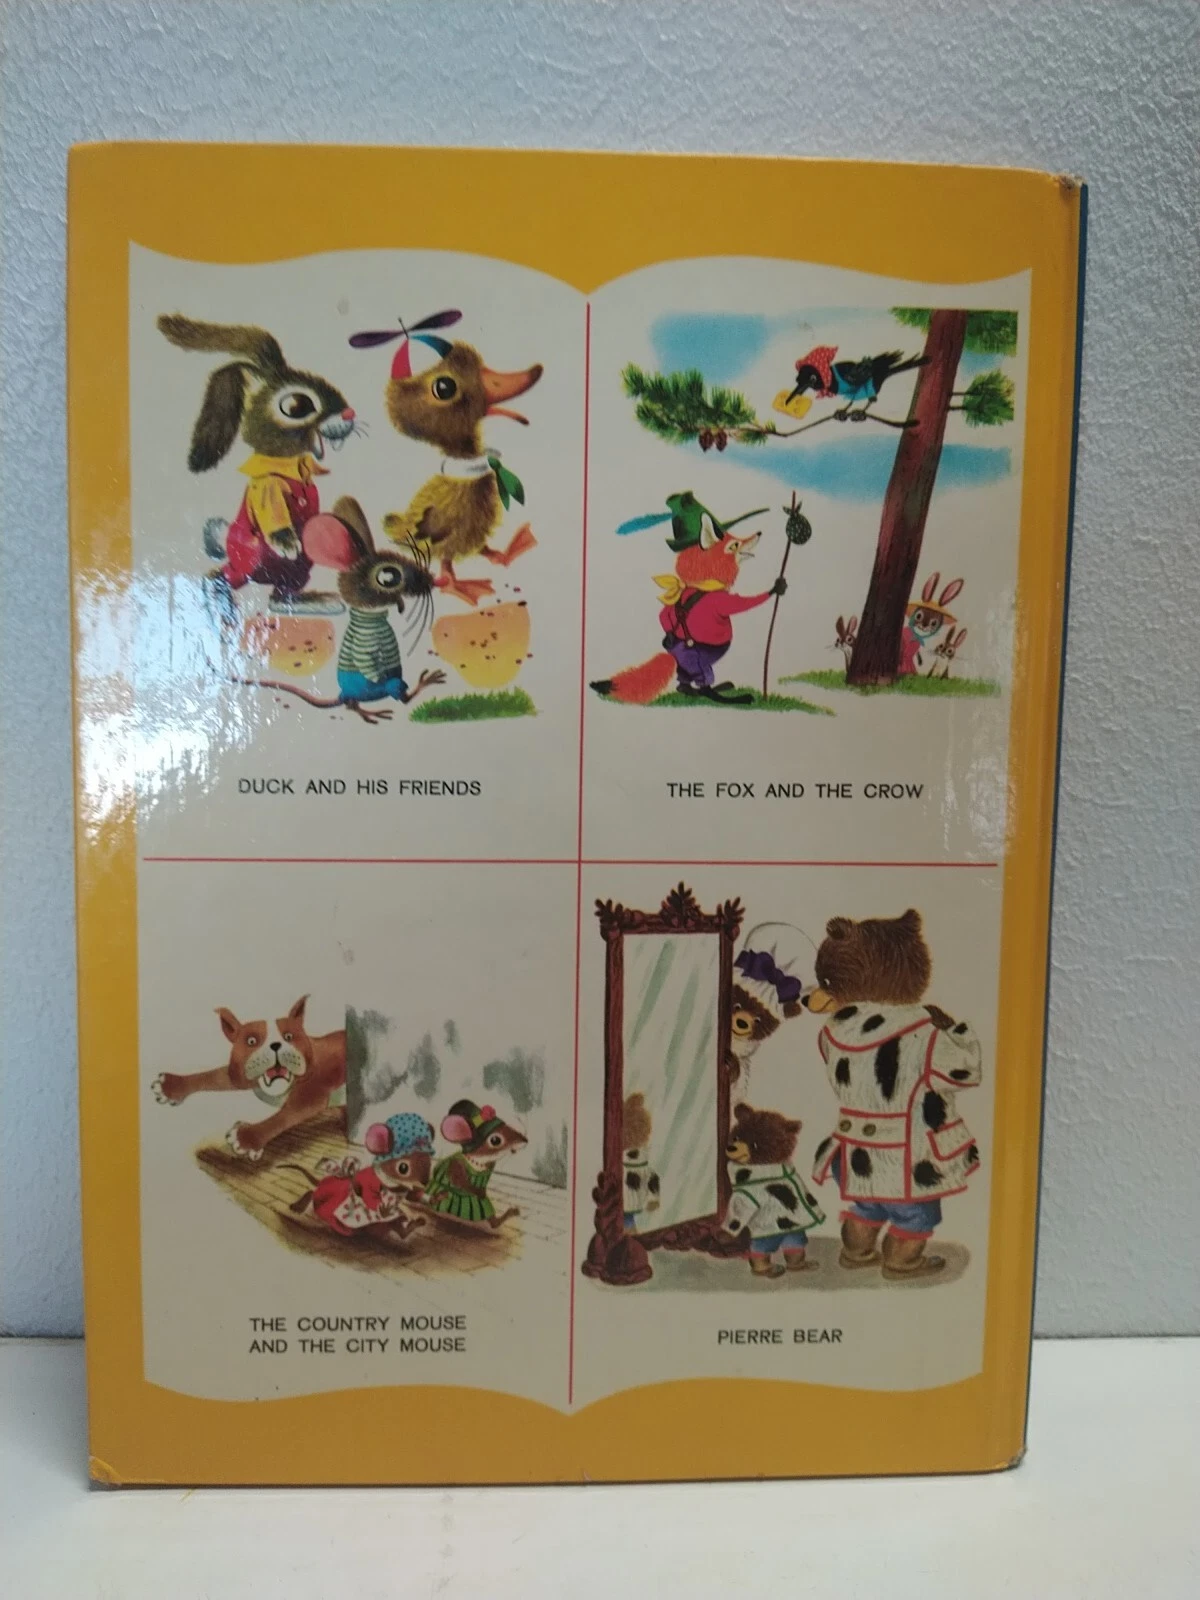 DUCK AND HIS FRIENDS
THE FOX AND THE CROW
THE COUNTRY MOUSE
AND THE CITY MOUSE
PIERRE BEAR